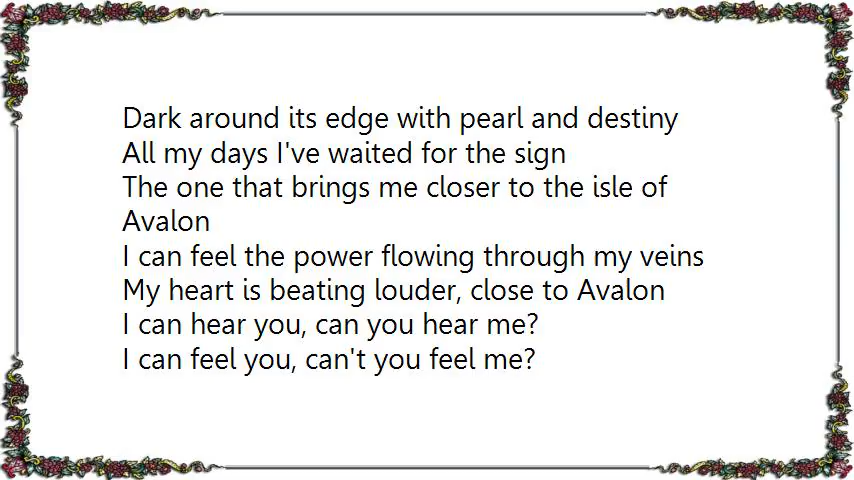 Dark around its edge with pearl and destiny
All my days I've waited for the sign
The one that brings me closer to the isle of
Avalon
I can feel the power flowing through my veins
My heart is beating louder, close to Avalon
I can hear you, can you hear me?
I can feel you, can't you feel me?